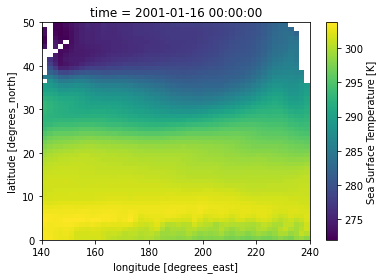 time = 2001-01-16 00:00:00
50
40
30
20
10
0
latitude [degrees_north]
140 160 180 200 220 240
longitude [degrees_east]
300
295
290
285
280
275
Sea Surface Temperature [K]